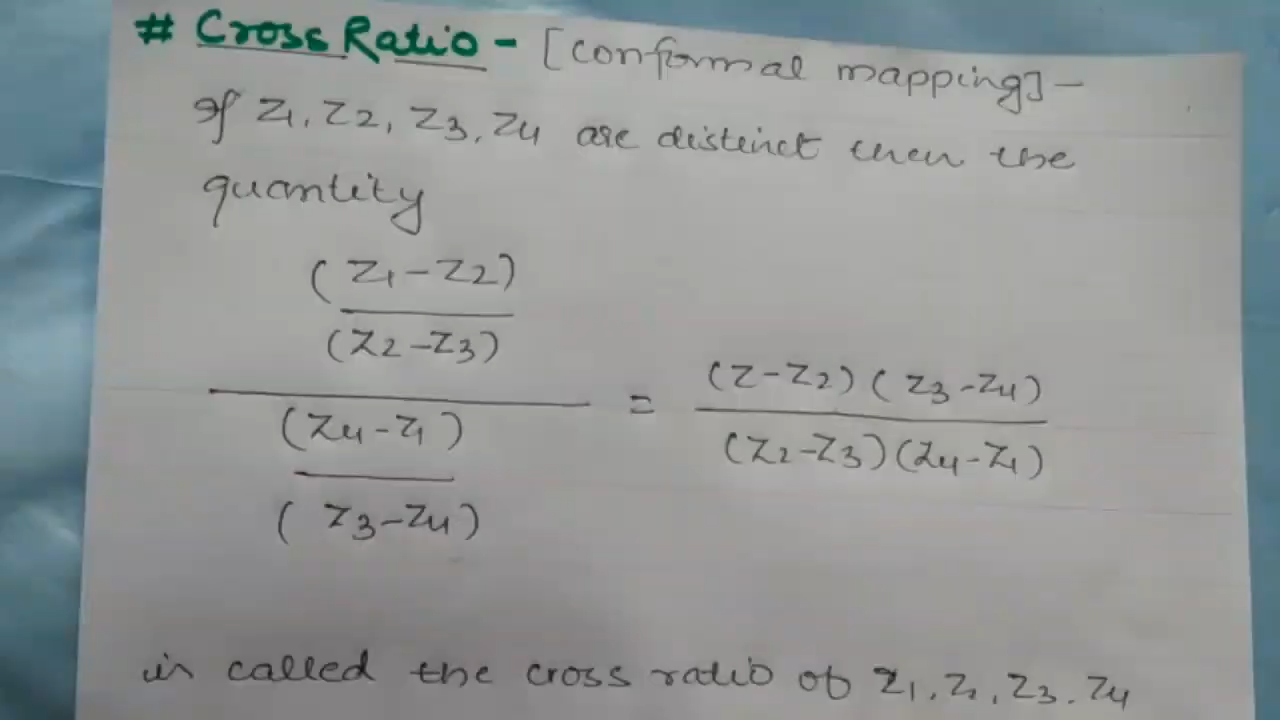 # Cross Ratio - [conformal mapping] -
If z1, z2, z3, z4 are distinct then the
quantity
(z1-z2)
(z2-z3)
(z4-z1)
(z3-z4)
= (z-z2)(z3-z4)
(z2-z3)(z4-z1)
is called the cross ratio of z1, z, z3, z4